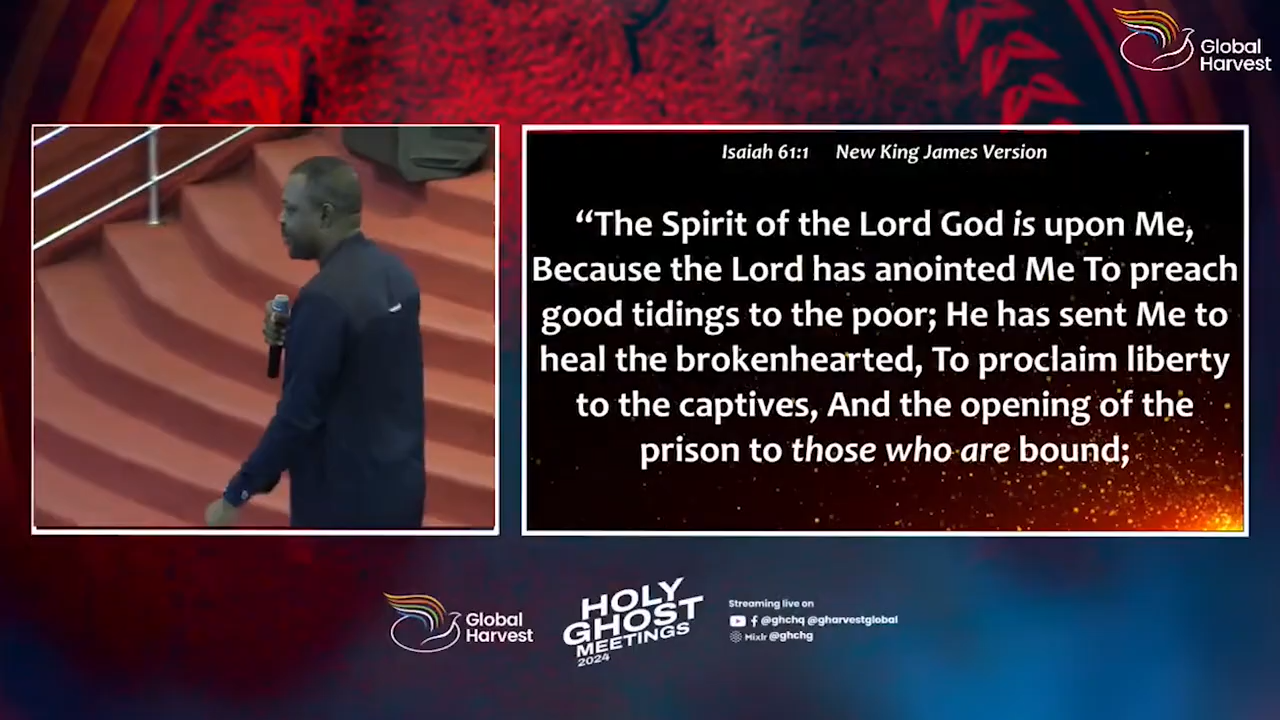 Global
Harvest
Isaiah 61:1 New King James Version
“The Spirit of the Lord God is upon Me,
Because the Lord has anointed Me To preach
good tidings to the poor; He has sent Me to
heal the brokenhearted, To proclaim liberty
to the captives, And the opening of the
prison to those who are bound;
Global
Harvest
HOLY
GHOST
MEETINGS
2024
Streaming live on
@ghchq @gharvestglobal
Mixlr @ghchg